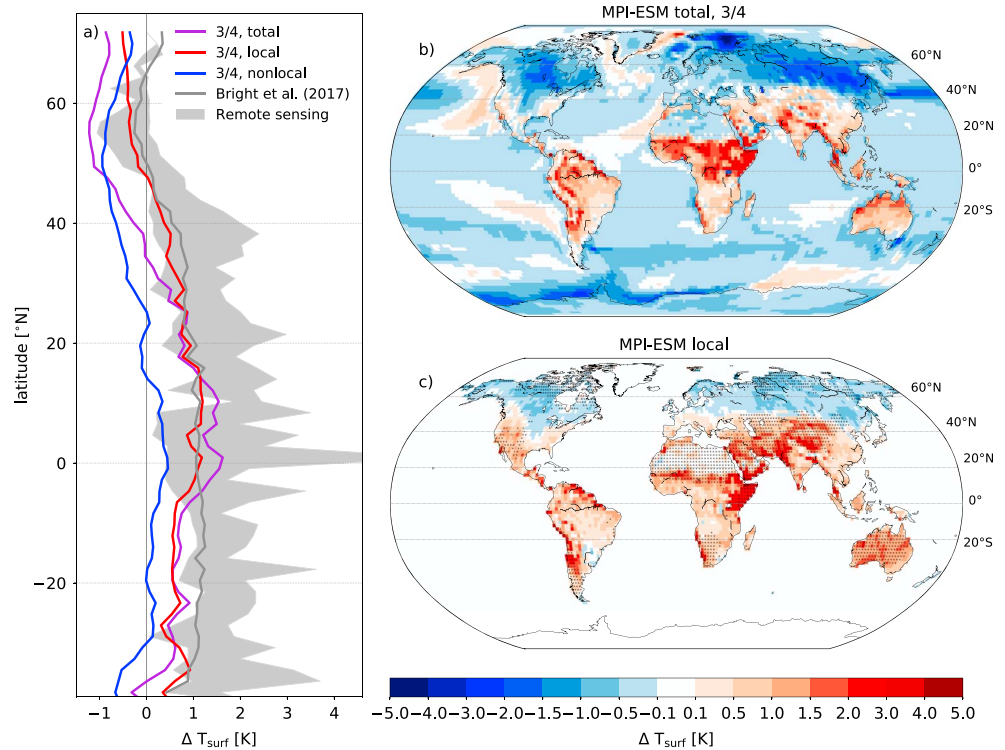 a)
3/4, total
3/4, local
3/4, nonlocal
Bright et al. (2017)
Remote sensing
60
40
20
0
−20
latitude [°N]
−1 0 1 2 3 4
Δ T_surf [K]
MPI-ESM total, 3/4
b)
60°N
40°N
20°N
0°
20°S
MPI-ESM local
c)
60°N
40°N
20°N
0°
20°S
−5.0 −4.0 −3.0 −2.0 −1.5 −1.0 −0.5 −0.1 0.1 0.5 1.0 1.5 2.0 3.0 4.0 5.0
Δ T_surf [K]